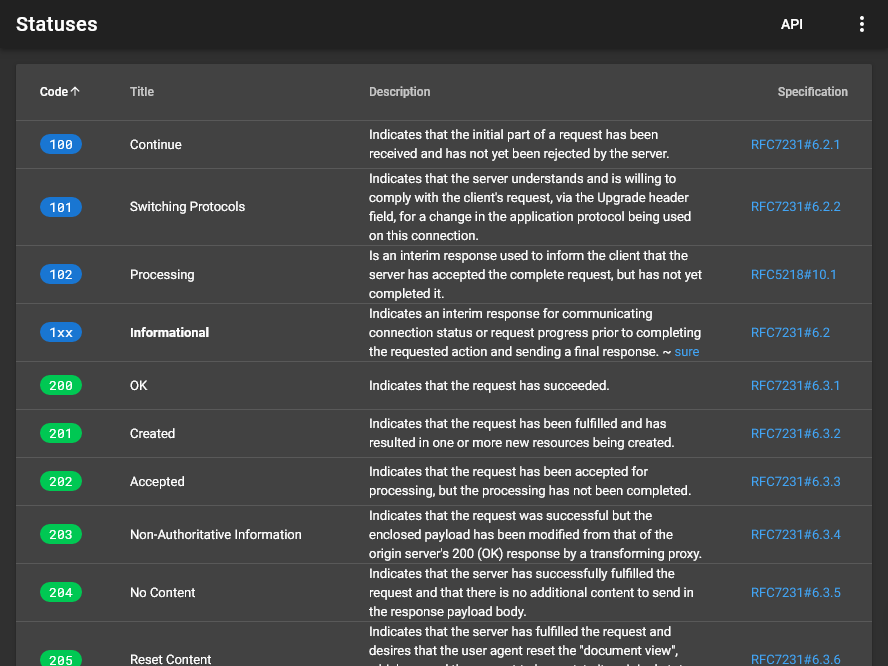 Statuses
API
Code↑ Title Description Specification
100 Continue Indicates that the initial part of a request has been
received and has not yet been rejected by the server. RFC7231#6.2.1
Indicates that the server understands and is willing to
comply with the client's request, via the Upgrade header
101 Switching Protocols RFC7231#6.2.2
field, for a change in the application protocol being used
on this connection.
Is an interim response used to inform the client that the
102 Processing server has accepted the complete request, but has not yet RFC5218#10.1
completed it.
Indicates an interim response for communicating
1xx Informational connection status or request progress prior to completing RFC7231#6.2
the requested action and sending a final response. ~ sure
200 OK Indicates that the request has succeeded. RFC7231#6.3.1
201 Created Indicates that the request has been fulfilled and has
resulted in one or more new resources being created. RFC7231#6.3.2
202 Accepted Indicates that the request has been accepted for
processing, but the processing has not been completed. RFC7231#6.3.3
Indicates that the request was successful but the
203 Non-Authoritative Information enclosed payload has been modified from that of the RFC7231#6.3.4
origin server's 200 (OK) response by a transforming proxy.
Indicates that the server has successfully fulfilled the
204 No Content request and that there is no additional content to send in RFC7231#6.3.5
the response payload body.
Indicates that the server has fulfilled the request and
desires that the user agent reset the "document view",
205 Reset Content RFC7231#6.3.6